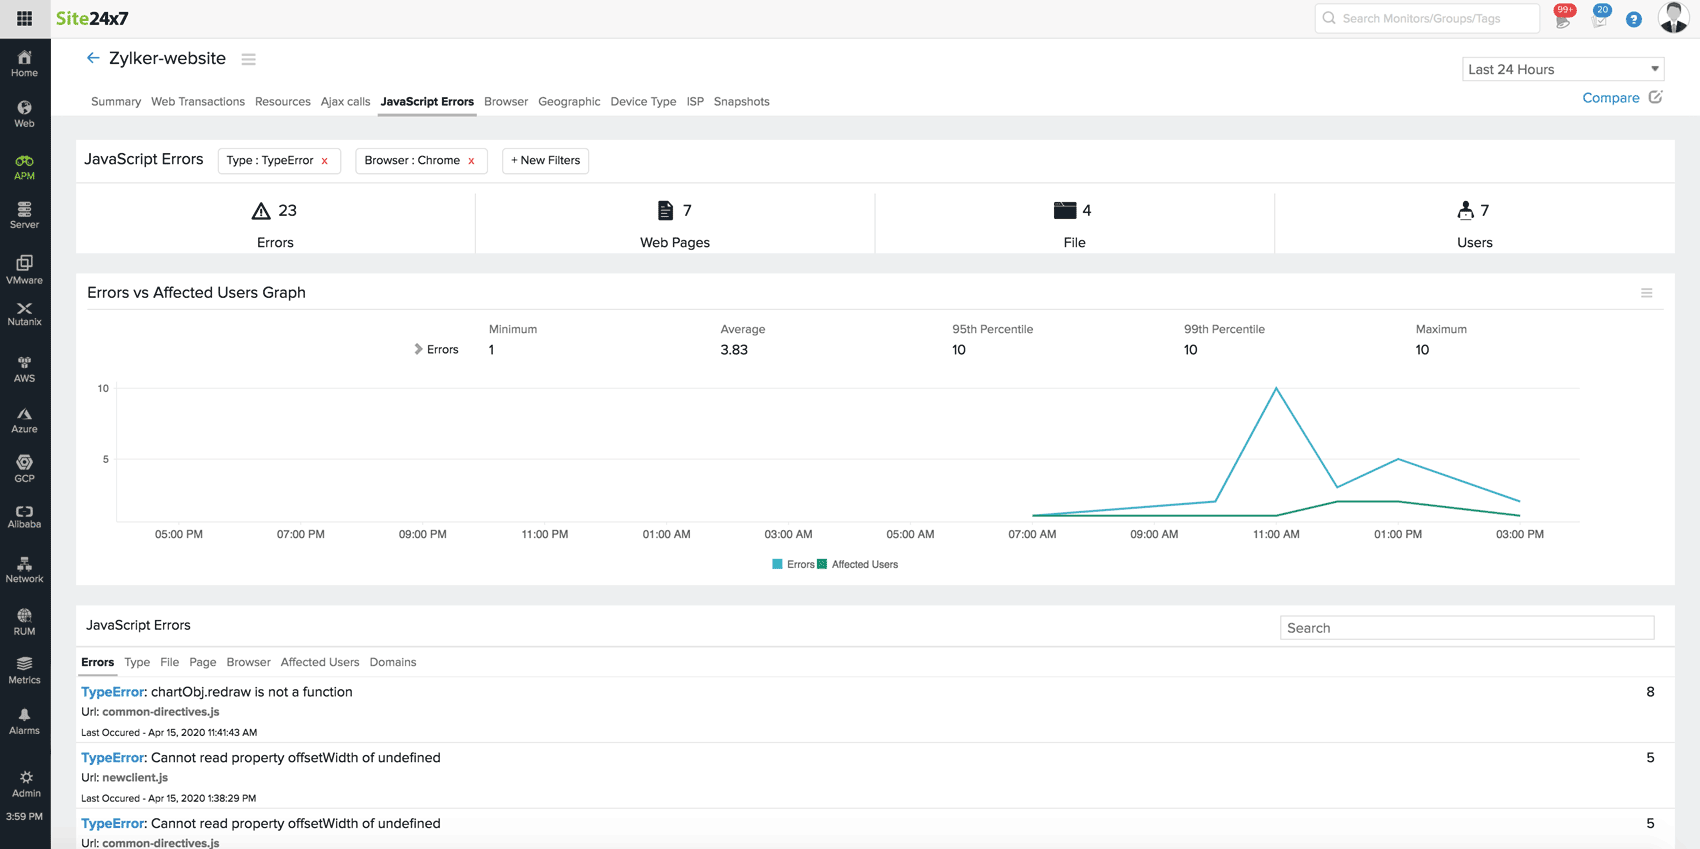 Site24x7
Search Monitors/Groups/Tags
99+
20
?
Home
Web
APM
Server
VMware
Nutanix
AWS
Azure
GCP
Alibaba
Network
RUM
Metrics
Alarms
Admin
3:59 PM
Zylker-website
Last 24 Hours
Summary Web Transactions Resources Ajax calls JavaScript Errors Browser Geographic Device Type ISP Snapshots
Compare
JavaScript Errors Type : TypeError x Browser : Chrome x + New Filters
23 7 4 7
Errors Web Pages File Users
Errors vs Affected Users Graph
Minimum Average 95th Percentile 99th Percentile Maximum
Errors 1 3.83 10 10 10
10
5
05:00 PM 07:00 PM 09:00 PM 11:00 PM 01:00 AM 03:00 AM 05:00 AM 07:00 AM 09:00 AM 11:00 AM 01:00 PM 03:00 PM
Errors Affected Users
JavaScript Errors Search
Errors Type File Page Browser Affected Users Domains
TypeError: chartObj.redraw is not a function 8
Url: common-directives.js
Last Occured - Apr 15, 2020 11:41:43 AM
TypeError: Cannot read property offsetWidth of undefined 5
Url: newclient.js
Last Occured - Apr 15, 2020 1:38:29 PM
TypeError: Cannot read property offsetWidth of undefined 5
Url: common-directives.js